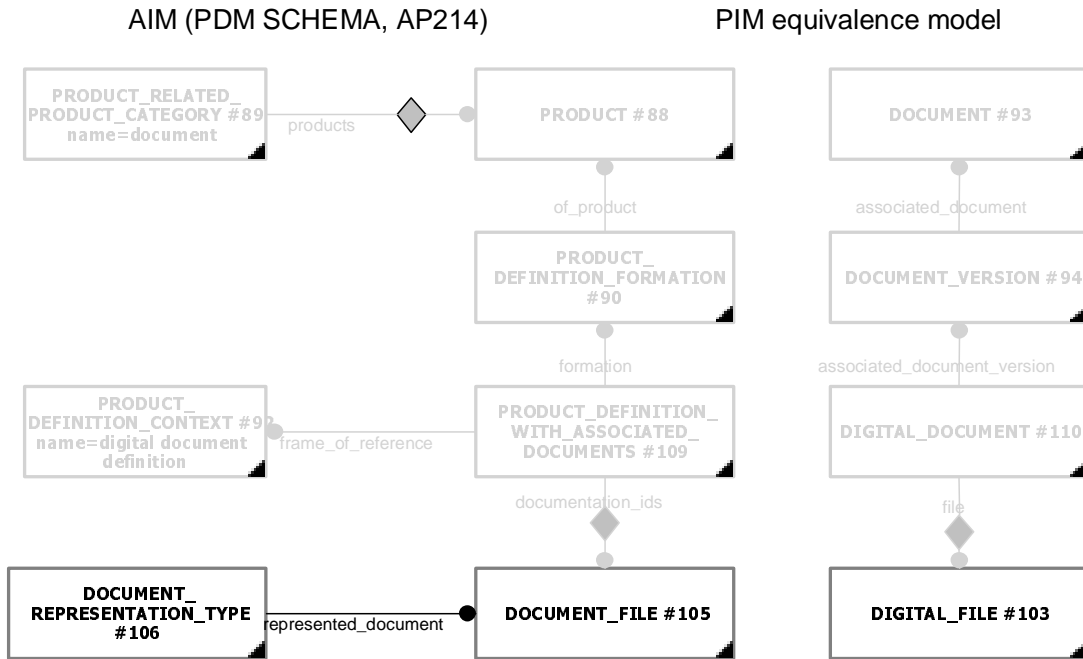 AIM (PDM SCHEMA, AP214)
PIM equivalence model
PRODUCT_RELATED_
PRODUCT_CATEGORY #89
name=document
products
PRODUCT #88
DOCUMENT #93
of_product
associated_document
PRODUCT_
DEFINITION_FORMATION
#90
DOCUMENT_VERSION #94
formation
associated_document_version
PRODUCT_
DEFINITION_CONTEXT #92
name=digital document
definition
frame_of_reference
PRODUCT_DEFINITION_
WITH_ASSOCIATED_
DOCUMENTS #109
DIGITAL_DOCUMENT #110
documentation_ids
file
DOCUMENT_
REPRESENTATION_TYPE
#106
represented_document
DOCUMENT_FILE #105
DIGITAL_FILE #103